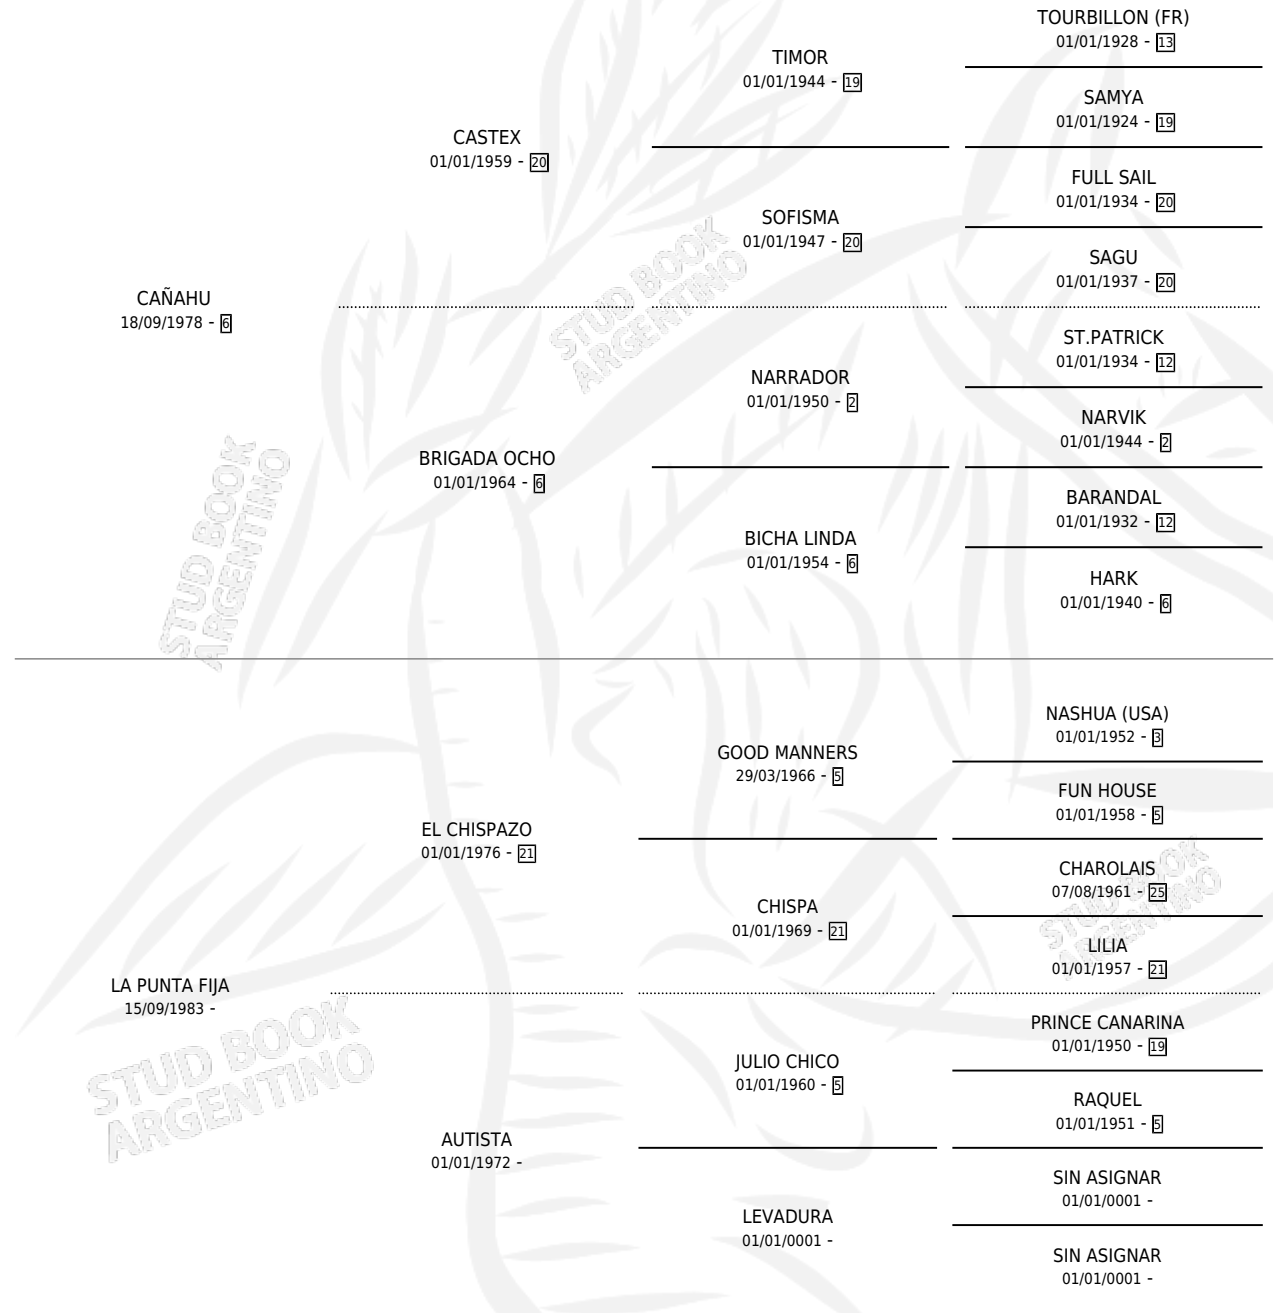 TOURBILLON (FR)
01/01/1928 - 13
TIMOR
01/01/1944 - 19
SAMYA
01/01/1924 - 19
CASTEX
01/01/1959 - 20
FULL SAIL
01/01/1934 - 20
SOFISMA
01/01/1947 - 20
SAGU
01/01/1937 - 20
CAÑAHU
18/09/1978 - 6
ST.PATRICK
01/01/1934 - 12
NARRADOR
01/01/1950 - 2
NARVIK
01/01/1944 - 2
BRIGADA OCHO
01/01/1964 - 6
BARANDAL
01/01/1932 - 12
BICHA LINDA
01/01/1954 - 6
HARK
01/01/1940 - 6
NASHUA (USA)
01/01/1952 - 3
GOOD MANNERS
29/03/1966 - 5
FUN HOUSE
01/01/1958 - 5
EL CHISPAZO
01/01/1976 - 21
CHAROLAIS
07/08/1961 - 25
CHISPA
01/01/1969 - 21
LILIA
01/01/1957 - 21
LA PUNTA FIJA
15/09/1983 -
PRINCE CANARINA
01/01/1950 - 19
JULIO CHICO
01/01/1960 - 5
RAQUEL
01/01/1951 - 5
AUTISTA
01/01/1972 -
SIN ASIGNAR
01/01/0001 -
LEVADURA
01/01/0001 -
SIN ASIGNAR
01/01/0001 -
STUD BOOK
ARGENTINO
STUD BOOK
ARGENTINO
STUD BOOK
ARGENTINO
STUD BOOK
ARGENTINO